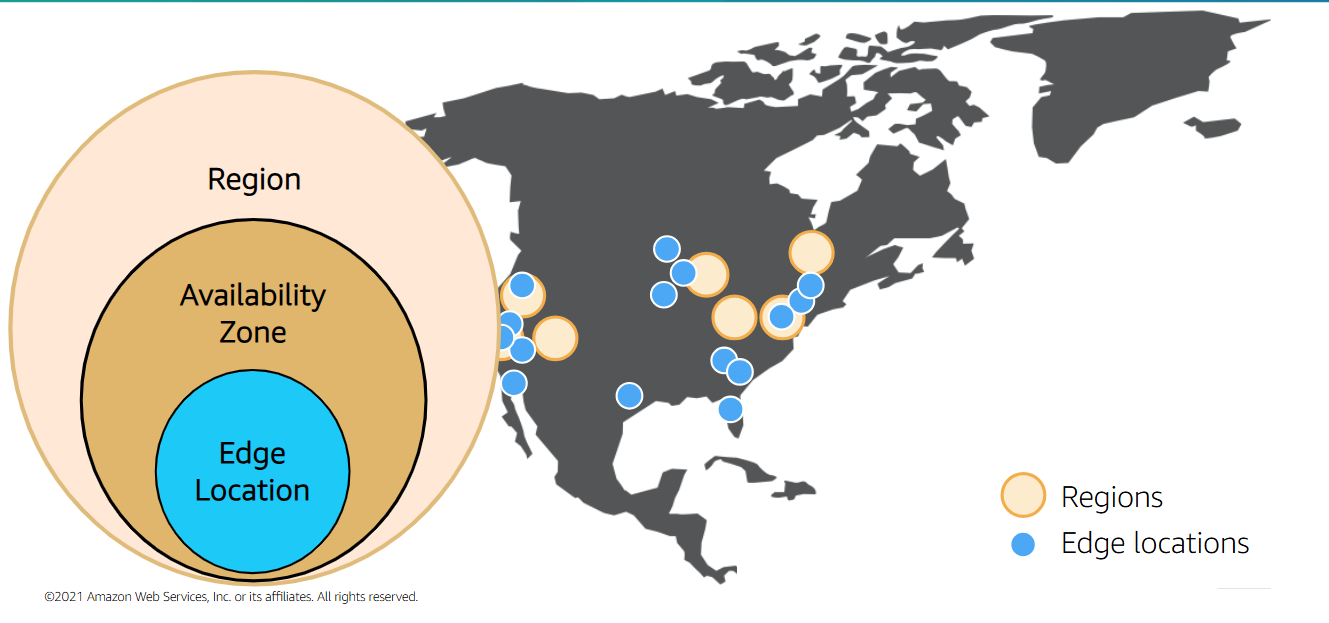 Region
Availability
Zone
Edge
Location
Regions
Edge locations
©2021 Amazon Web Services, Inc. or its affiliates. All rights reserved.